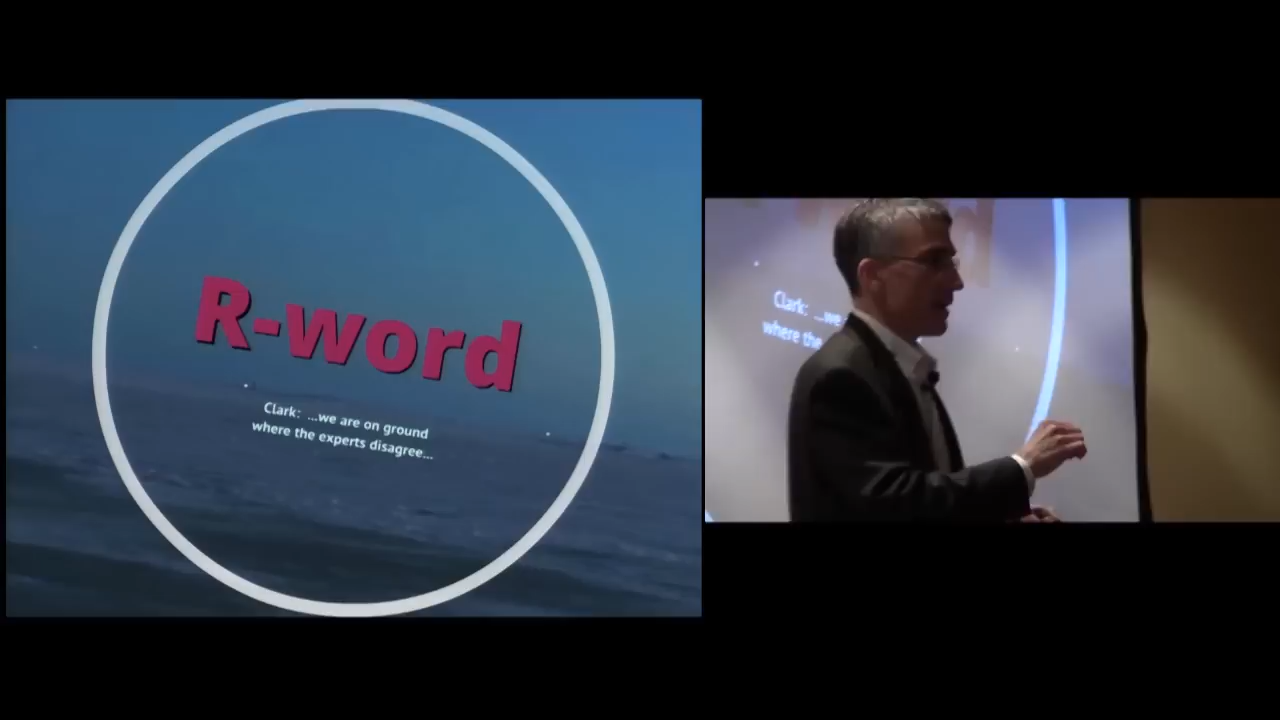 R-word
Clark: ...we are on ground
where the experts disagree...
Clark: ...we
where the